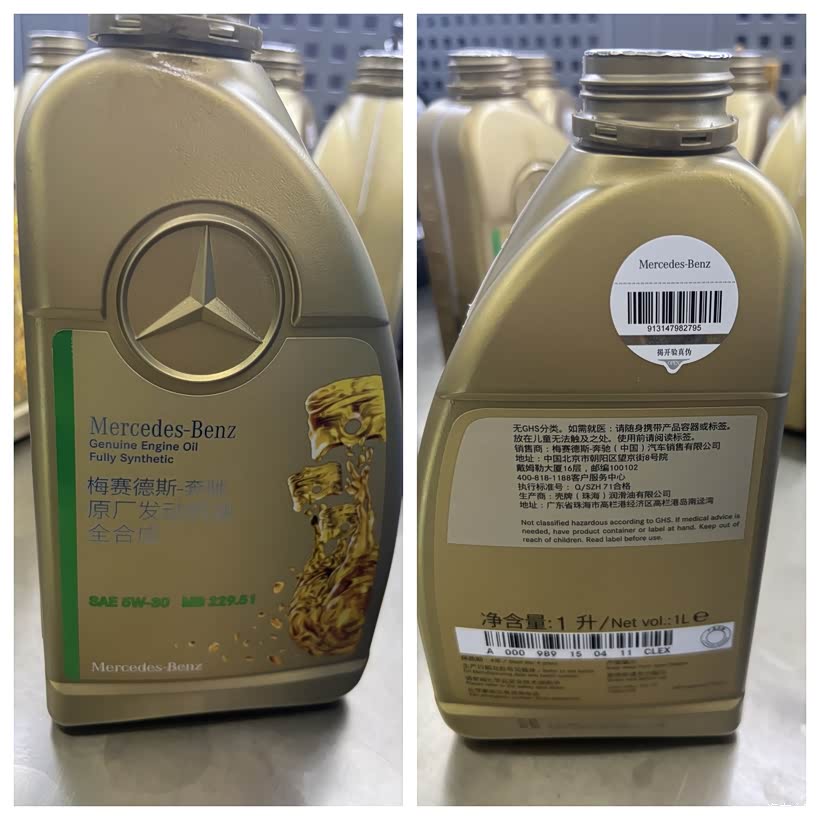 Mercedes-Benz
Genuine Engine Oil
Fully Synthetic
梅赛德斯-奔驰
原厂发动机油
全合成
SAE 5W-30 MB 229.51
Mercedes-Benz
Mercedes-Benz
913147982795
揭开验真伪
无GHS分类。如需就医：请随身携带产品容器或标签。
放在儿童无法触及之处。使用前请阅读标签。
销售商：梅赛德斯-奔驰（中国）汽车销售有限公司
地址：中国北京市朝阳区望京街8号院
戴姆勒大厦16层，邮编100102
400-818-1188客户服务中心
执行标准号： Q/SZH 71合格
生产商：壳牌（珠海）润滑油有限公司
地址：广东省珠海市高栏港经济区高栏港岛南迳湾
Not classified hazardous according to GHS. If medical advice is
needed, have product container or label at hand. Keep out of
reach of children. Read label before use.
净含量:1 升/Net vol.:1L e
A 000 989 15 04 11 CLEX